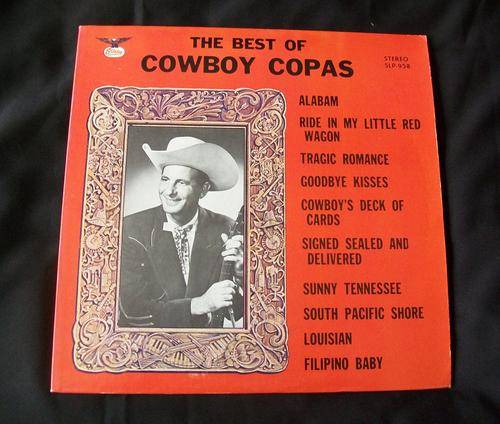 THE BEST OF
COWBOY COPAS
STEREO
SLP-958
ALABAM
RIDE IN MY LITTLE RED
WAGON
TRAGIC ROMANCE
GOODBYE KISSES
COWBOY'S DECK OF
CARDS
SIGNED SEALED AND
DELIVERED
SUNNY TENNESSEE
SOUTH PACIFIC SHORE
LOUISIAN
FILIPINO BABY